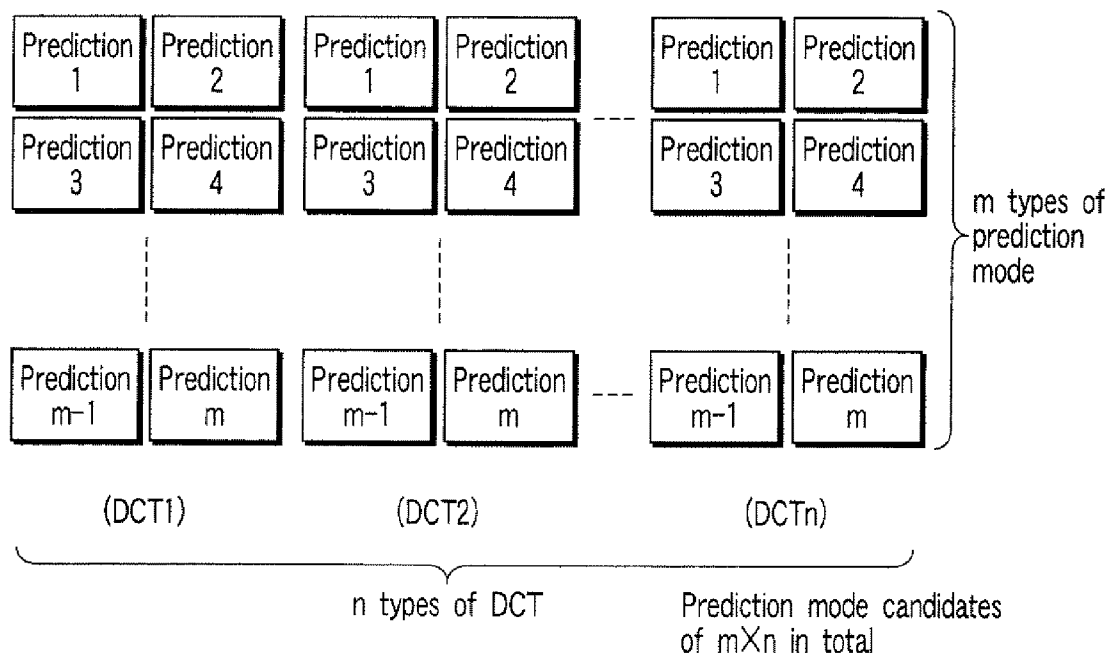 Prediction 1
Prediction 2
Prediction 1
Prediction 2
Prediction 1
Prediction 2
Prediction 3
Prediction 4
Prediction 3
Prediction 4
Prediction 3
Prediction 4
m types of
prediction
mode
Prediction m-1
Prediction m
Prediction m-1
Prediction m
Prediction m-1
Prediction m
(DCT1)
(DCT2)
(DCTn)
n types of DCT
Prediction mode candidates
of m×n in total